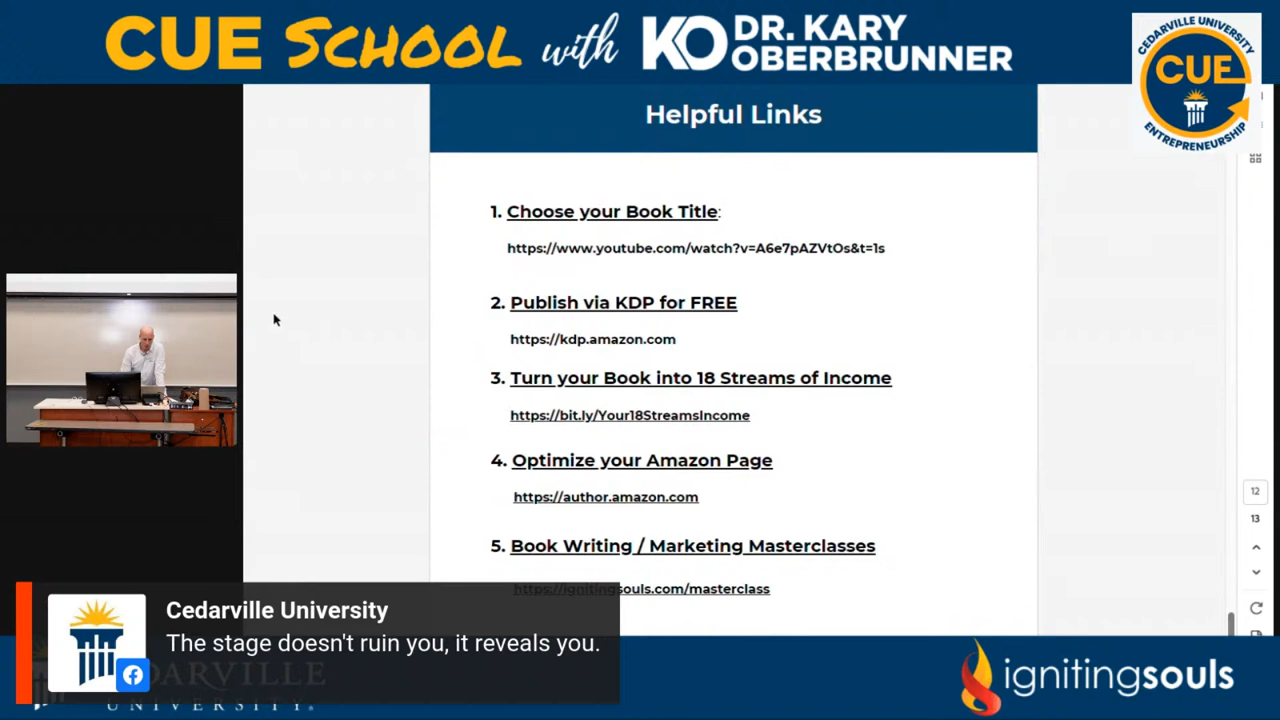 CUE SCHOOL with KO DR. KARY
OBERBRUNNER
CEDARVILLE UNIVERSITY
CUE
ENTREPRENEURSHIP
Helpful Links
1. Choose your Book Title:
https://www.youtube.com/watch?v=A6e7pAZVtOs&t=1s
2. Publish via KDP for FREE
https://kdp.amazon.com
3. Turn your Book into 18 Streams of Income
https://bit.ly/Your18StreamsIncome
4. Optimize your Amazon Page
https://author.amazon.com
5. Book Writing / Marketing Masterclasses
https://ignitingsouls.com/masterclass
12
13
Cedarville University
The stage doesn't ruin you, it reveals you.
DARVILLE
UNIVERSITY®
ignitingsouls